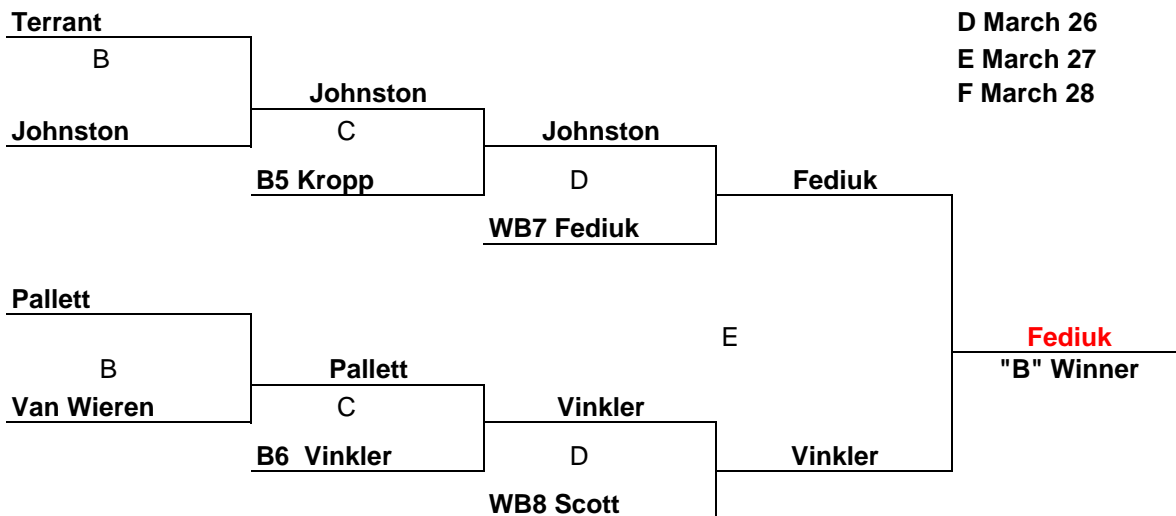 Terrant
D March 26
B
E March 27
Johnston
F March 28
Johnston
C
Johnston
B5 Kropp
D
Fediuk
WB7 Fediuk
Pallett
E
Fediuk
B
Pallett
"B" Winner
Van Wieren
C
Vinkler
B6 Vinkler
D
Vinkler
WB8 Scott